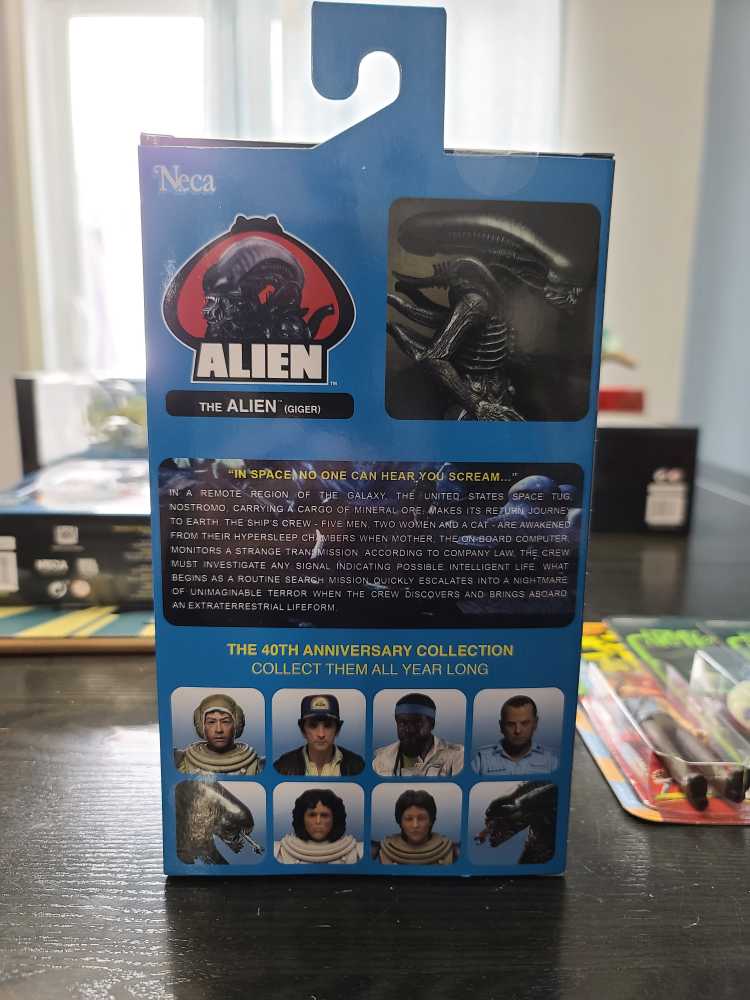 Neca
ALIEN
TM
THE ALIEN™ (GIGER)
"IN SPACE, NO ONE CAN HEAR YOU SCREAM..."
IN A REMOTE REGION OF THE GALAXY, THE UNITED STATES SPACE TUG,
NOSTROMO, CARRYING A CARGO OF MINERAL ORE, MAKES ITS RETURN JOURNEY
TO EARTH. THE SHIP'S CREW - FIVE MEN, TWO WOMEN AND A CAT - ARE AWAKENED
FROM THEIR HYPERSLEEP CHAMBERS WHEN MOTHER, THE ON-BOARD COMPUTER,
MONITORS A STRANGE TRANSMISSION. ACCORDING TO COMPANY LAW, THE CREW
MUST INVESTIGATE ANY SIGNAL INDICATING POSSIBLE INTELLIGENT LIFE. WHAT
BEGINS AS A ROUTINE SEARCH MISSION QUICKLY ESCALATES INTO A NIGHTMARE
OF UNIMAGINABLE TERROR WHEN THE CREW DISCOVERS AND BRINGS ABOARD
AN EXTRATERRESTRIAL LIFEFORM.
THE 40TH ANNIVERSARY COLLECTION
COLLECT THEM ALL YEAR LONG